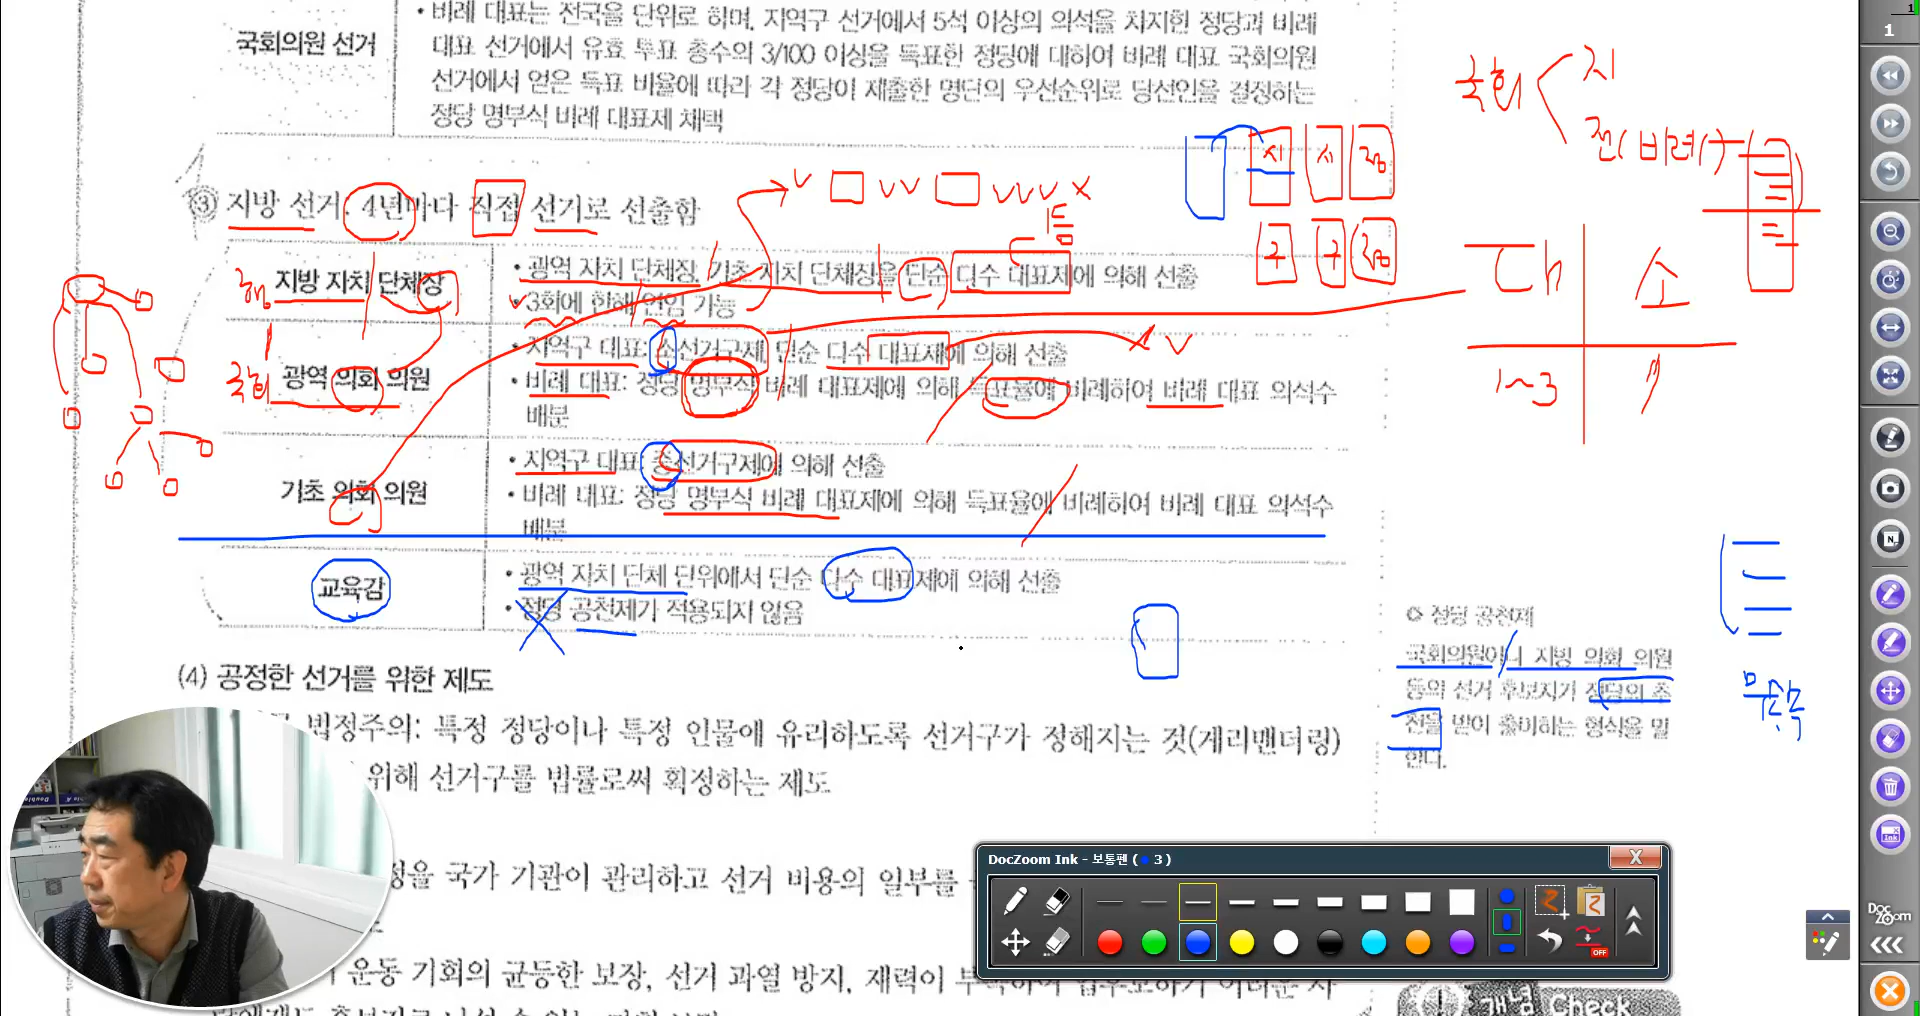 • 비례 대표는 전국을 단위로 하며, 지역구 선거에서 5석 이상의 의석을 차지한 정당과 비례
국회의원 선거
대표 선거에서 유효 투표 총수의 3/100 이상을 득표한 정당에 대하여 비례 대표 국회의원
선거에서 얻은 득표 비율에 따라 각 정당이 제출한 명단의 우선순위로 당선인을 결정하는
정당 명부식 비례 대표제 채택
국회
지
전(비례)
③ 지방 선거: 4년마다 직접 선거로 선출함
1등
지방 자치 단체장
• 광역 자치 단체장, 기초 자치 단체장을 단순 다수 대표제에 의해 선출
• 3회에 한해 연임 가능
행
국회
광역 의회 의원
• 지역구 대표: 소선거구제, 단순 다수 대표제에 의해 선출
• 비례 대표: 정당 명부식 비례 대표제에 의해 득표율에 비례하여 비례 대표 의석수
배분
대
소
1~3
1
기초 의회 의원
• 지역구 대표: 중선거구제에 의해 선출
• 비례 대표: 정당 명부식 비례 대표제에 의해 득표율에 비례하여 비례 대표 의석수
배분
교육감
• 광역 자치 단체 단위에서 단순 다수 대표제에 의해 선출
• 정당 공천제가 적용되지 않음
정당 공천제
국회의원이나 지방 의회 의원
등의 선거 후보자가 정당의 추
천을 받아 출마하는 형식을 말
한다.
무소속
(4) 공정한 선거를 위한 제도
법정주의: 특정 정당이나 특정 인물에 유리하도록 선거구가 정해지는 것(게리맨더링)
위해 선거구를 법률로써 획정하는 제도
국가 기관이 관리하고 선거 비용의 일부를
운동 기회의 균등한 보장, 선거 과열 방지, 재력이
개념 Check
DocZoom Ink - 보통펜 ( 3 )
OFF
Doc Zoom
1
1